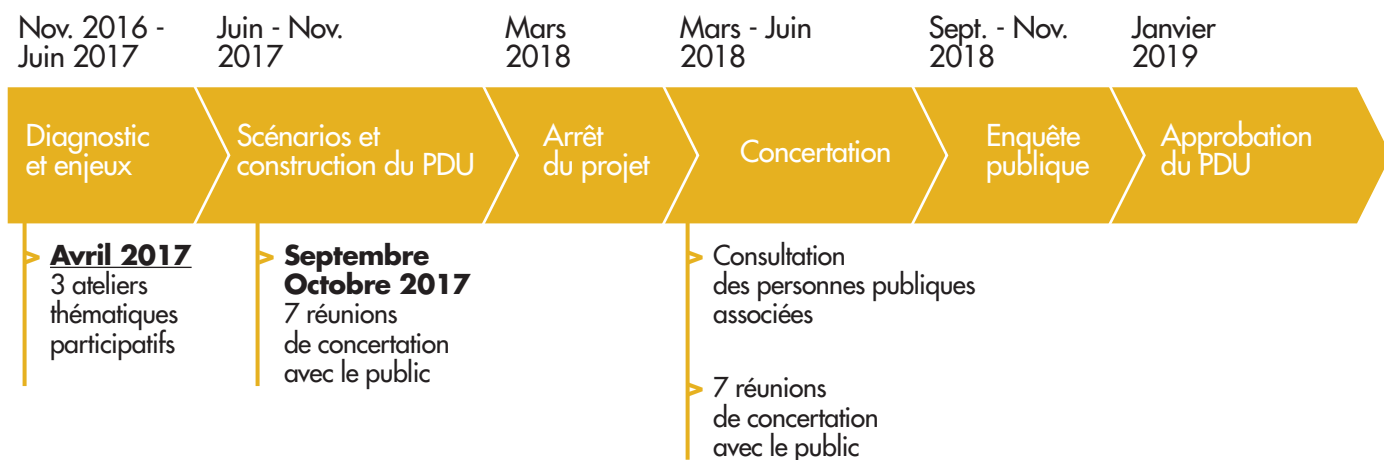 Nov. 2016 -
Juin 2017
Juin - Nov.
2017
Mars
2018
Mars - Juin
2018
Sept. - Nov.
2018
Janvier
2019
Diagnostic
et enjeux
Scénarios et
construction du PDU
Arrêt
du projet
Concertation
Enquête
publique
Approbation
du PDU
Avril 2017
3 ateliers
thématiques
participatifs
Septembre
Octobre 2017
7 réunions
de concertation
avec le public
Consultation
des personnes publiques
associées
7 réunions
de concertation
avec le public